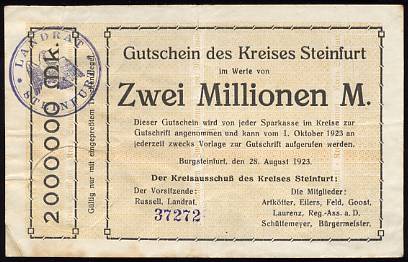 LANDRAT
STEINFURT
2000000 Mk.
Gültig nur mit eingepreßtem
Gutschein des Kreises Steinfurt
im Werte von
Zwei Millionen M.
Dieser Gutschein wird von jeder Sparkasse im Kreise zur
Gutschrift angenommen und kann vom 1. Oktober 1923 an
jederzeit zwecks Vorlage zur Gutschrift aufgerufen werden.
Burgsteinfurt, den 28. August 1923.
Der Kreisausschuß des Kreises Steinfurt:
Der Vorsitzende:
Russell, Landrat.
37272
Die Mitglieder:
Artkötter, Eilers, Feld, Goost,
Laurenz, Reg.-Ass. a. D.
Schüttemeyer, Bürgermeister.